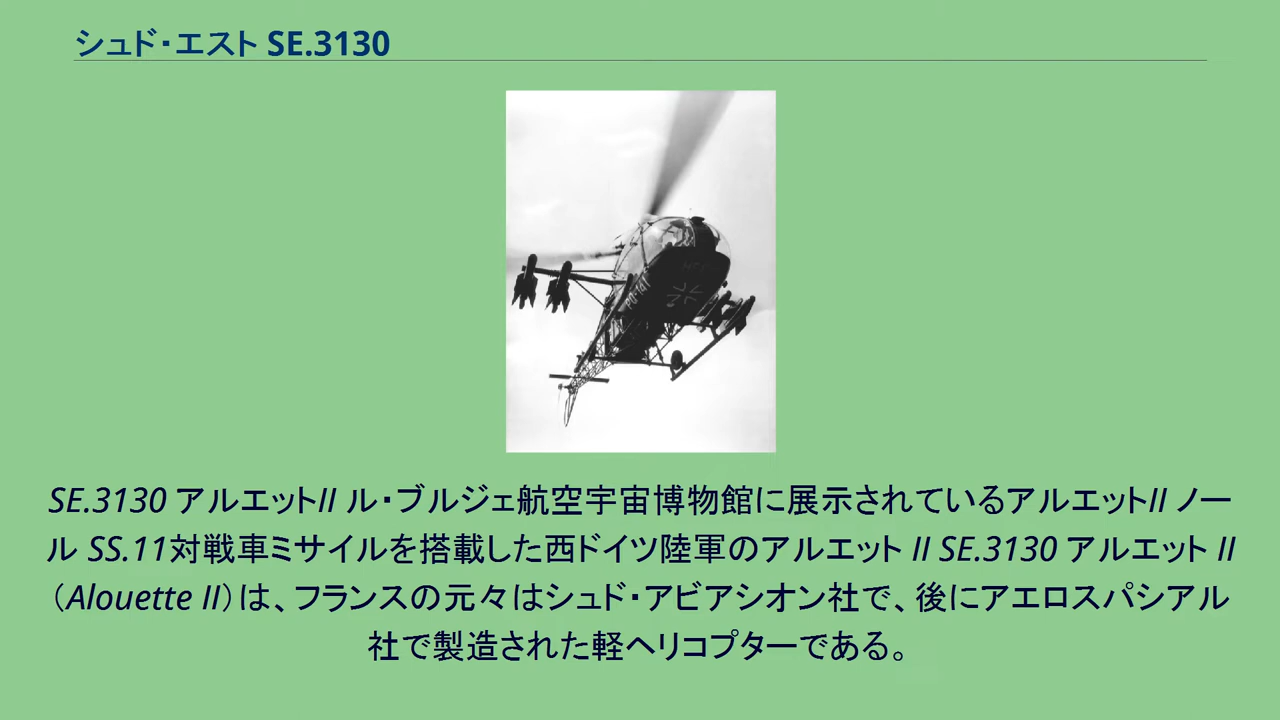 シュド・エスト SE.3130
SE.3130 アルエットII ル・ブルジェ航空宇宙博物館に展示されているアルエットII ノー
ル SS.11対戦車ミサイルを搭載した西ドイツ陸軍のアルエット II SE.3130 アルエット II
（Alouette II）は、フランスの元々はシュド・アビアシオン社で、後にアエロスパシアル
社で製造された軽ヘリコプターである。